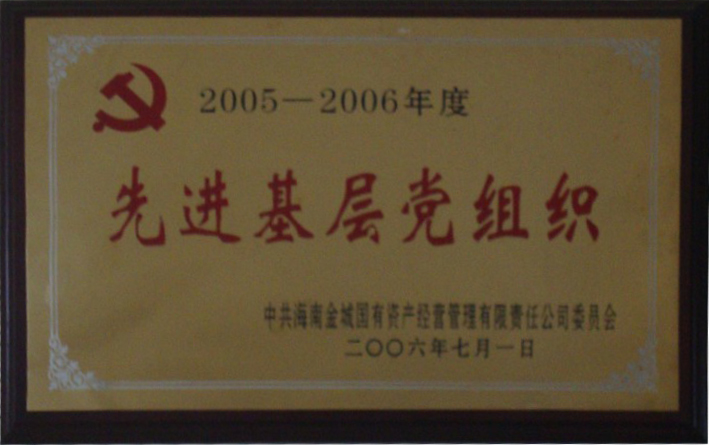 2005—2006年度
先进基层党组织
中共海南金城国有资产经营管理有限责任公司委员会
二〇〇六年七月一日